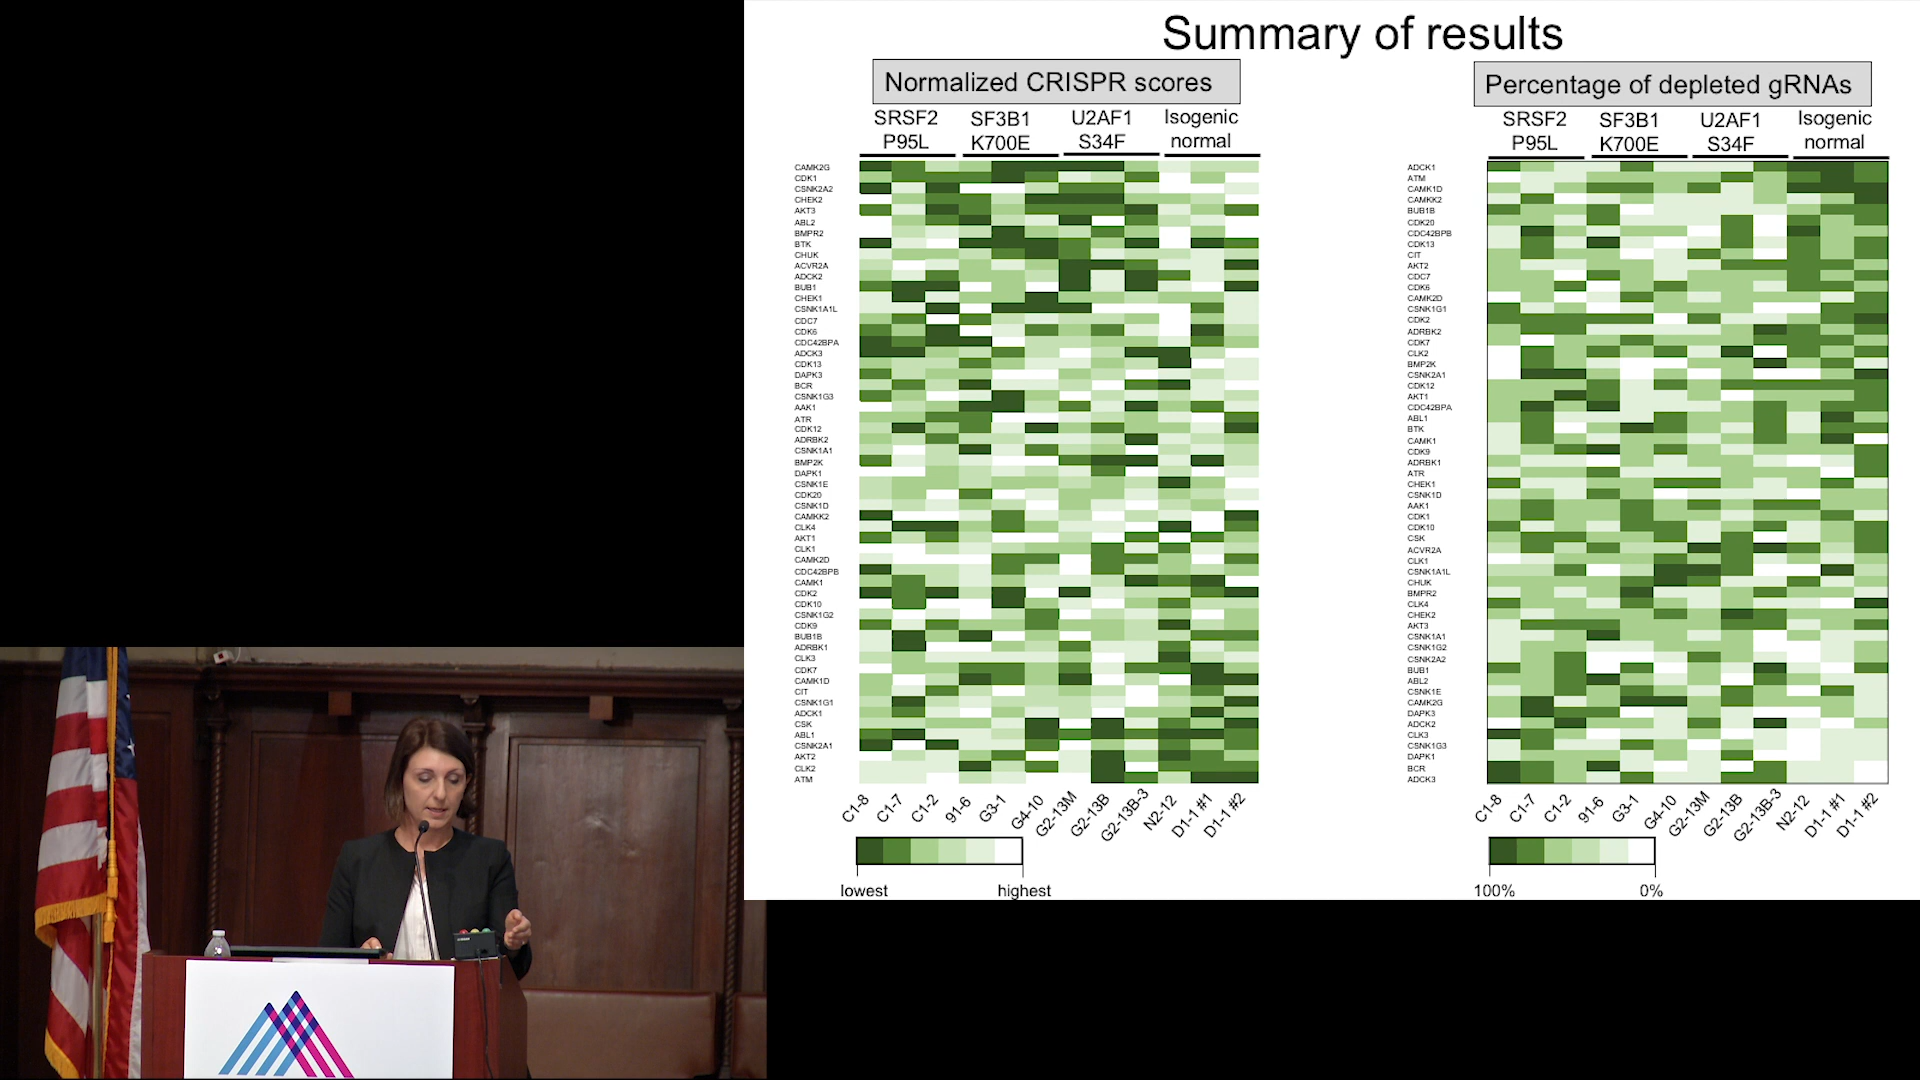 Summary of results
Normalized CRISPR scores
SRSF2
P95L
SF3B1
K700E
U2AF1
S34F
Isogenic
normal
CAMK2G
CDK1
CSNK2A2
CHEK2
AKT3
ABL2
BMPR2
BTK
CHUK
ACVR2A
ADCK2
BUB1
CHEK1
CSNK1A1L
CDC7
CDK6
CDC42BPA
ADCK3
CDK13
DAPK3
BCR
CSNK1G3
AAK1
ATR
CDK12
ADRBK2
CSNK1A1
BMP2K
DAPK1
CSNK1E
CDK20
CSNK1D
CAMKK2
CLK4
AKT1
CLK1
CAMK2D
CDC42BPB
CAMK1
CDK2
CDK10
CSNK1G2
CDK9
BUB1B
ADRBK1
CLK3
CDK7
CAMK1D
CIT
CSNK1G1
ADCK1
CSK
ABL1
CSNK2A1
AKT2
CLK2
ATM
C1-8
C1-7
C1-2
91-6
G3-1
G4-10
G2-13M
G2-13B
G2-13B-3
N2-12
D1-1 #1
D1-1 #2
lowest
highest
Percentage of depleted gRNAs
SRSF2
P95L
SF3B1
K700E
U2AF1
S34F
Isogenic
normal
ADCK1
ATM
CAMK1D
CAMKK2
BUB1B
CDK20
CDC42BPB
CDK13
CIT
AKT2
CDC7
CDK6
CAMK2D
CSNK1G1
CDK2
ADRBK2
CDK7
CLK2
BMP2K
CSNK2A1
CDK12
AKT1
CDC42BPA
ABL1
BTK
CAMK1
CDK9
ADRBK1
ATR
CHEK1
CSNK1D
AAK1
CDK1
CDK10
CSK
ACVR2A
CLK1
CSNK1A1L
CHUK
BMPR2
CLK4
CHEK2
AKT3
CSNK1A1
CSNK1G2
CSNK2A2
BUB1
ABL2
CSNK1E
CAMK2G
DAPK3
ADCK2
CLK3
CSNK1G3
DAPK1
BCR
ADCK3
C1-8
C1-7
C1-2
91-6
G3-1
G4-10
G2-13M
G2-13B
G2-13B-3
N2-12
D1-1 #1
D1-1 #2
100%
0%